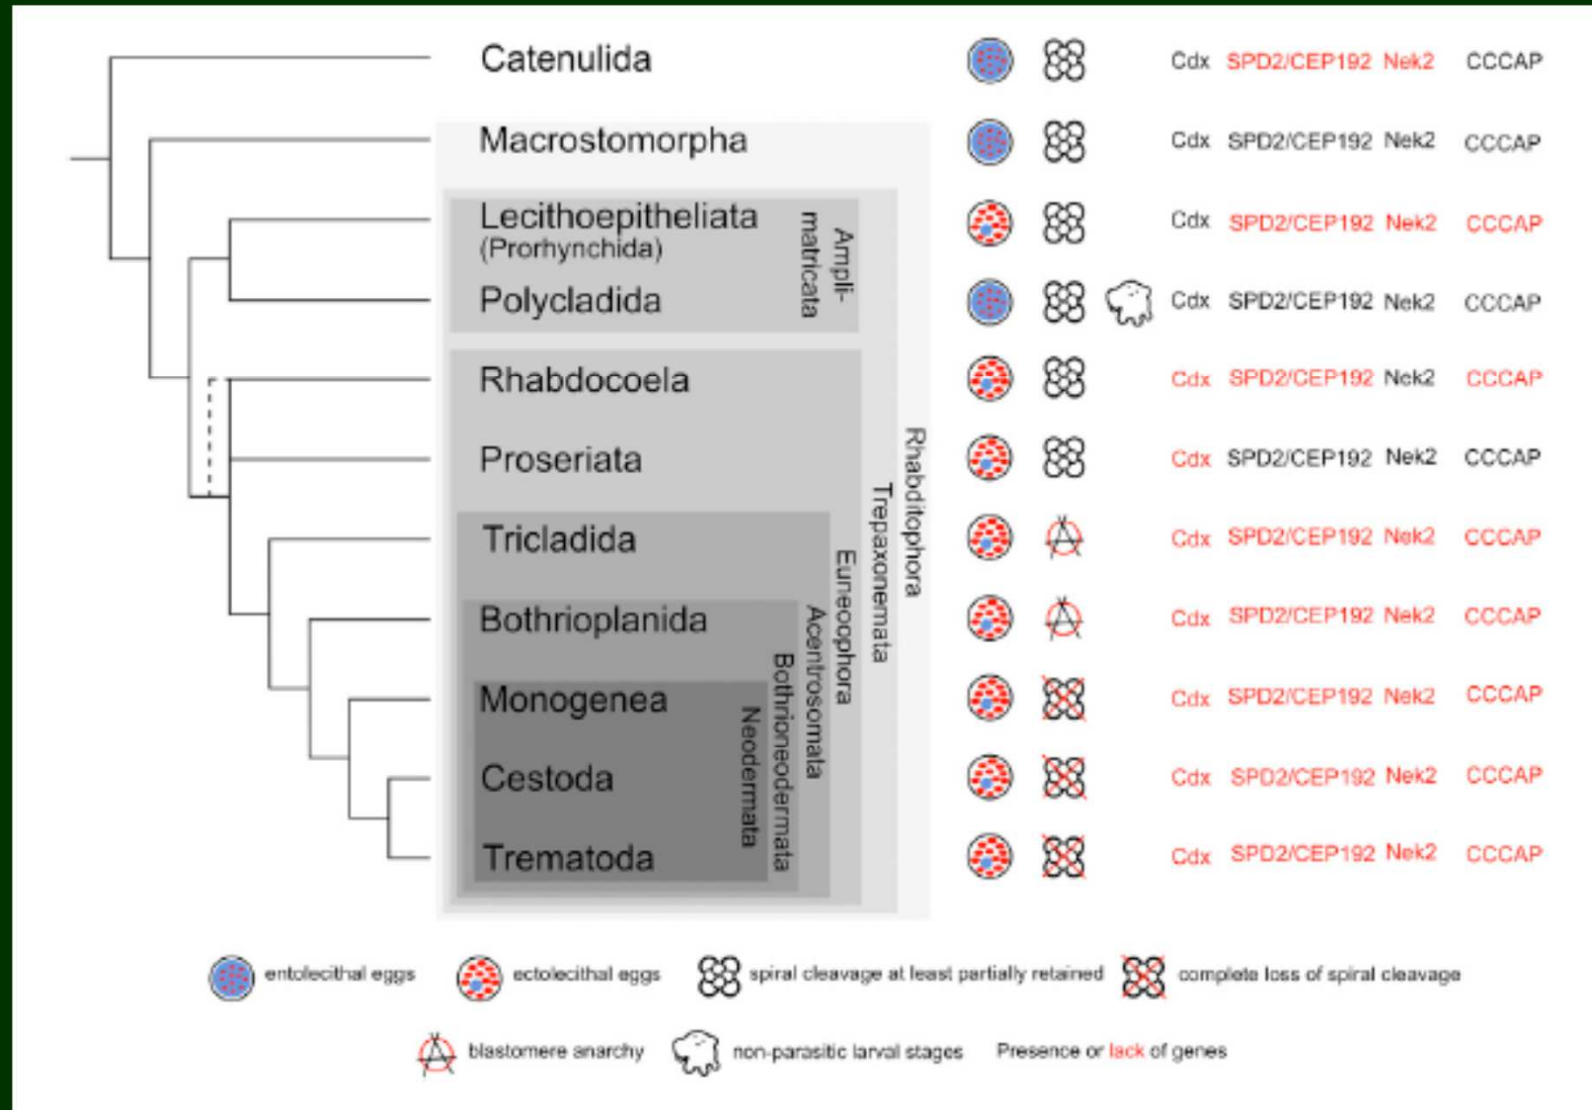 Catenulida Cdx SPD2/CEP192 Nek2 CCCAP
Macrostomorpha Cdx SPD2/CEP192 Nek2 CCCAP
Lecithoepitheliata Cdx SPD2/CEP192 Nek2 CCCAP
(Prorhynchida)
Ampli-
matricata
Polycladida Cdx SPD2/CEP192 Nek2 CCCAP
Rhabdocoela Cdx SPD2/CEP192 Nek2 CCCAP
Proseriata Cdx SPD2/CEP192 Nek2 CCCAP
Tricladida Cdx SPD2/CEP192 Nek2 CCCAP
Bothrioplanida Cdx SPD2/CEP192 Nek2 CCCAP
Monogenea Cdx SPD2/CEP192 Nek2 CCCAP
Cestoda Cdx SPD2/CEP192 Nek2 CCCAP
Trematoda Cdx SPD2/CEP192 Nek2 CCCAP
Neodermata
Bothrioneodermata
Acentrosomata
Euneoophora
Trepaxonemata
Rhabditophora
entolecithal eggs
ectolecithal eggs
spiral cleavage at least partially retained
complete loss of spiral cleavage
blastomere anarchy
non-parasitic larval stages
Presence or lack of genes